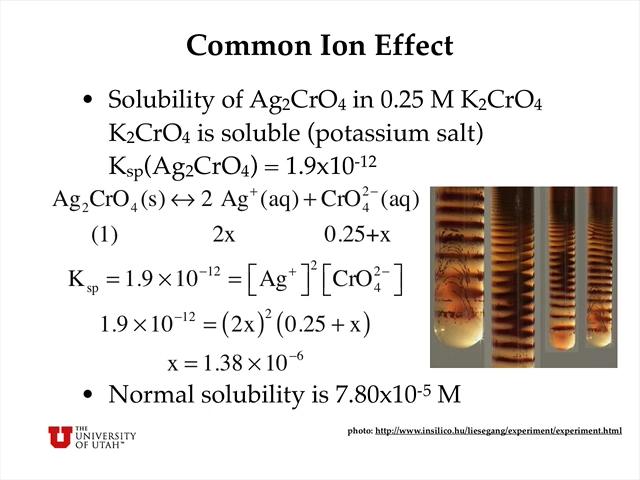 Common Ion Effect
• Solubility of Ag₂CrO₄ in 0.25 M K₂CrO₄
K₂CrO₄ is soluble (potassium salt)
Kₛₚ(Ag₂CrO₄) = 1.9x10⁻¹²
Ag₂CrO₄(s) ↔ 2 Ag⁺(aq) + CrO₄²⁻(aq)
(1) 2x 0.25+x
Kₛₚ = 1.9 × 10⁻¹² = [Ag⁺]²[CrO₄²⁻]
1.9 × 10⁻¹² = (2x)²(0.25 + x)
x = 1.38 × 10⁻⁶
• Normal solubility is 7.80x10⁻⁵ M
THE
UNIVERSITY
OF UTAH™
photo: http://www.insilico.hu/liesegang/experiment/experiment.html